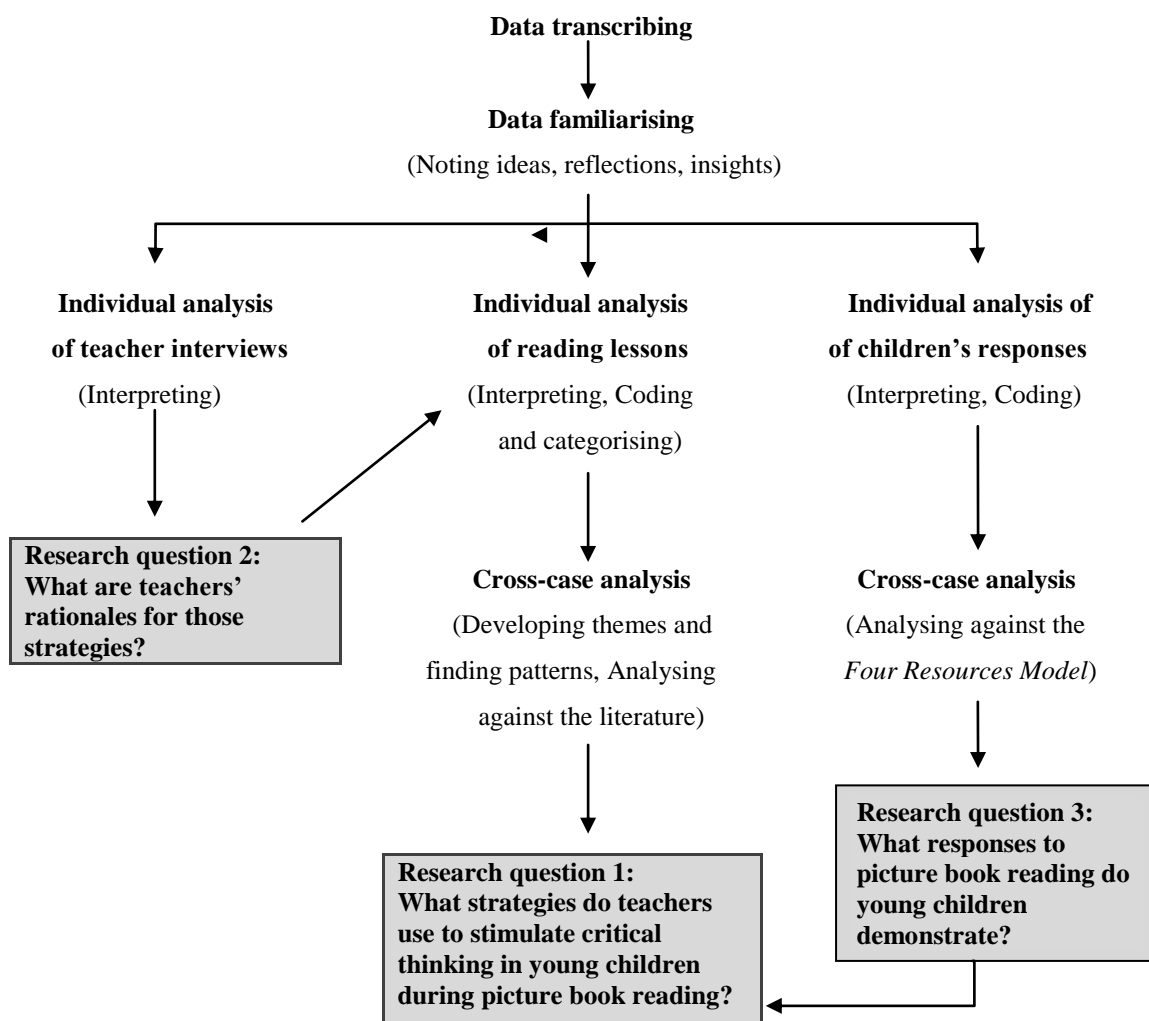 Data transcribing
Data familiarising
(Noting ideas, reflections, insights)
Individual analysis
of teacher interviews
(Interpreting)
Research question 2:
What are teachers’
rationales for those
strategies?
Individual analysis
of reading lessons
(Interpreting, Coding
and categorising)
Cross-case analysis
(Developing themes and
finding patterns, Analysing
against the literature)
Research question 1:
What strategies do teachers
use to stimulate critical
thinking in young children
during picture book reading?
Individual analysis of
of children’s responses
(Interpreting, Coding)
Cross-case analysis
(Analysing against the
Four Resources Model)
Research question 3:
What responses to
picture book reading do
young children
demonstrate?